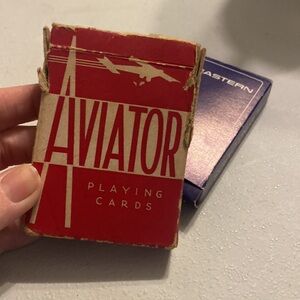 AVIATOR
PLAYING
CARDS
EASTERN